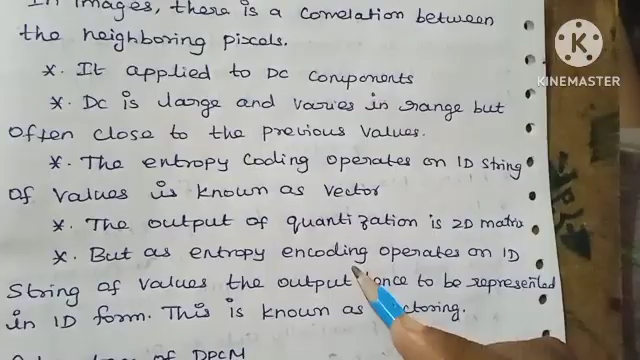 In images, there is a correlation between
the neighboring pixels.
*. It applied to DC components
*. DC is large and varies in range but
often close to the previous values.
*. The entropy coding operates on 1D string
of values is known as vector
*. The output of quantization is 2D matrix
*. But as entropy encoding operates on 1D
string of values the output to be represented
in 1D form. This is known as
of DPCM
KINEMASTER